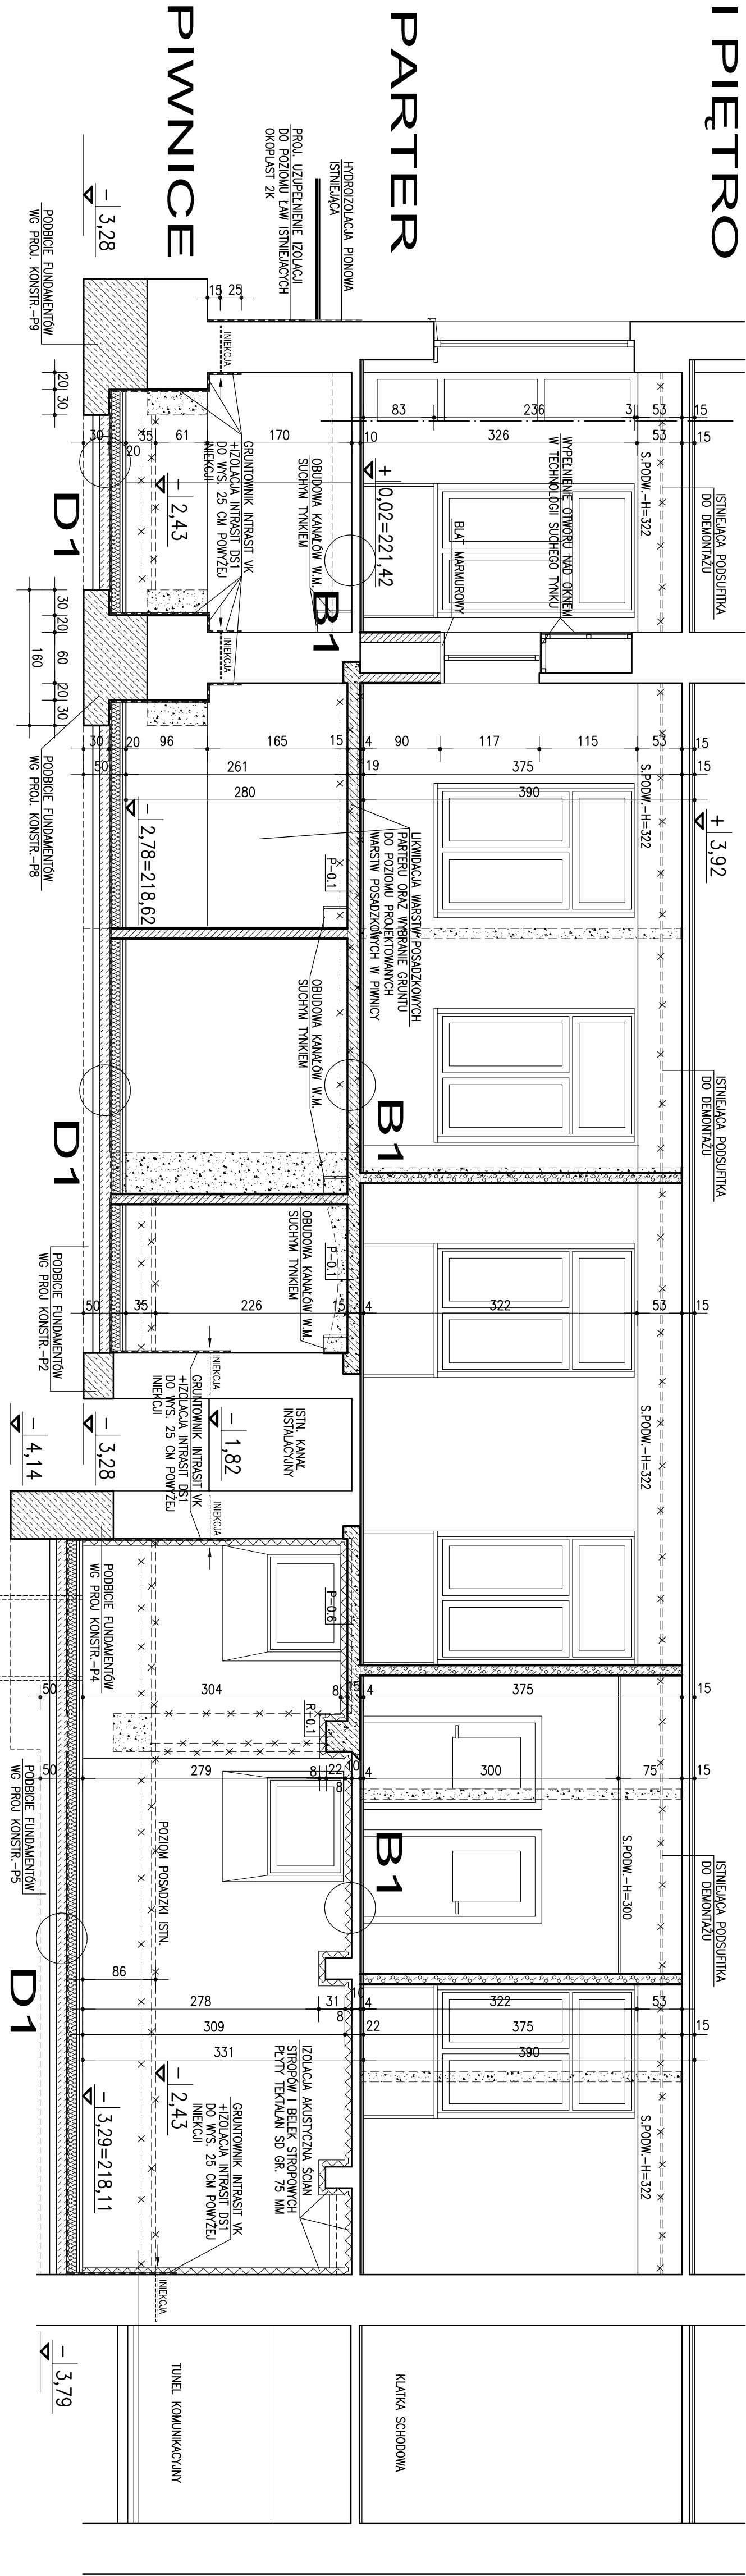 I PIĘTRO
PARTER
PIWNICE
ISTNIEJĄCA PODSUFITKA
DO DEMONTAŻU
ISTNIEJĄCA PODSUFITKA
DO DEMONTAŻU
ISTNIEJĄCA PODSUFITKA
DO DEMONTAŻU
+ 3,92
15
15
15
15
15
15
15
15
53
53
53
53
53
75
S.PODW.-H=322
S.PODW.-H=322
S.PODW.-H=322
S.PODW.-H=300
S.PODW.-H=322
83
236
3
326
10
WYPEŁNIENIE OTWORU NAD OKNEM
W TECHNOLOGII SUCHEGO TYNKU
BLAT MARMUROWY
+ 0,02=221,42
4
90
117
115
19
375
390
4
322
4
375
4
300
4
322
22
375
390
KLATKA SCHODOWA
HYDROIZOLACJA PIONOWA
ISTNIEJĄCA
PROJ. UZUPEŁNIENIE IZOLACJI
DO POZIOMU ŁAW ISTNIEJĄCYCH
OKOPLAST 2K
B1
B1
B1
LIKWIDACJA WARSTW POSADZKOWYCH
PARTERU ORAZ WYBRANIE GRUNTU
DO POZIOMU PROJEKTOWANYCH
WARSTW POSADZKOWYCH W PIWNICY
OBUDOWA KANAŁÓW W.M.
SUCHYM TYNKIEM
OBUDOWA KANAŁÓW W.M.
SUCHYM TYNKIEM
OBUDOWA KANAŁÓW W.M.
SUCHYM TYNKIEM
P-0.1
P-0.1
P-0.6
R-0.1
15
25
INIEKCJA
INIEKCJA
INIEKCJA
INIEKCJA
INIEKCJA
GRUNTOWNIK INTRASIT VK
+IZOLACJA INTRASIT DS1
DO WYS. 25 CM POWYŻEJ
INIEKCJI
GRUNTOWNIK INTRASIT VK
+IZOLACJA INTRASIT DS1
DO WYS. 25 CM POWYŻEJ
INIEKCJI
GRUNTOWNIK INTRASIT VK
+IZOLACJA INTRASIT DS1
DO WYS. 25 CM POWYŻEJ
INIEKCJI
ISTN. KANAŁ
INSTALACYJNY
IZOLACJA AKUSTYCZNA ŚCIAN
STROPÓW I BELEK STROPOWYCH
PŁYTY TEKTALAN SD GR. 75 MM
TUNEL KOMUNIKACYJNY
POZIOM POSADZKI ISTN.
- 2,43
- 2,78=218,62
- 1,82
- 2,43
- 3,28
- 3,28
- 4,14
- 3,29=218,11
- 3,79
30
20
35
61
170
30
20
96
165
15
50
261
280
50
35
226
15
50
304
8
15
50
279
8
22
8
10
86
278
31
8
10
309
331
20
30
30
20
60
20
30
160
PODBICIE FUNDAMENTÓW
WG PROJ. KONSTR.-P9
PODBICIE FUNDAMENTÓW
WG PROJ. KONSTR.-P8
PODBICIE FUNDAMENTÓW
WG PROJ KONSTR.-P2
PODBICIE FUNDAMENTÓW
WG PROJ KONSTR.-P4
PODBICIE FUNDAMENTÓW
WG PROJ KONSTR.-P5
D1
D1
D1